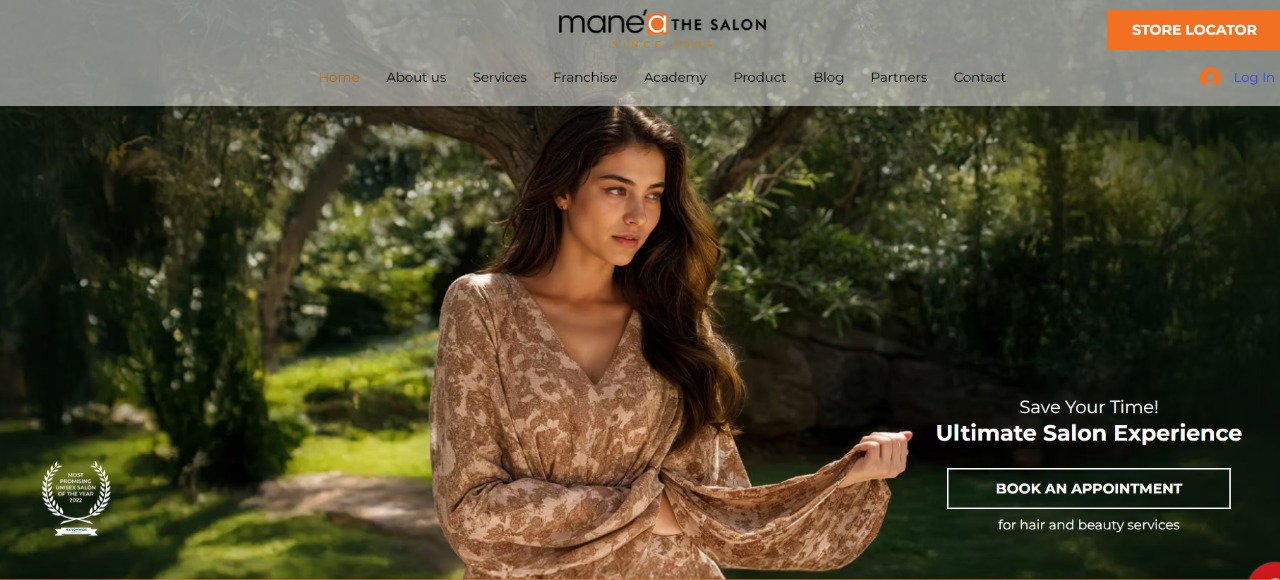 mane'a THE SALON
STORE LOCATOR
Home About us Services Franchise Academy Product Blog Partners Contact
Log In
Save Your Time!
Ultimate Salon Experience
BOOK AN APPOINTMENT
for hair and beauty services
MOST
PROMISING
UNISEX SALON
OF THE YEAR
2022